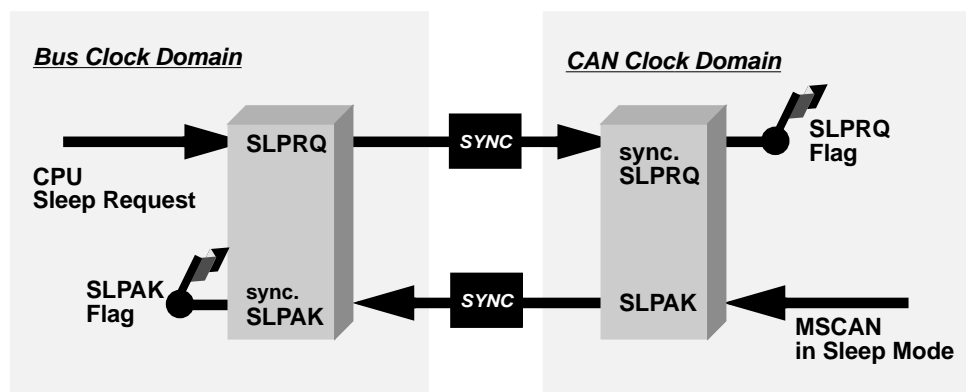 Bus Clock Domain
CAN Clock Domain
SLPRQ
SYNC
sync.
SLPRQ
SLPRQ
Flag
CPU
Sleep Request
SLPAK
Flag
sync.
SLPAK
SYNC
SLPAK
MSCAN
in Sleep Mode